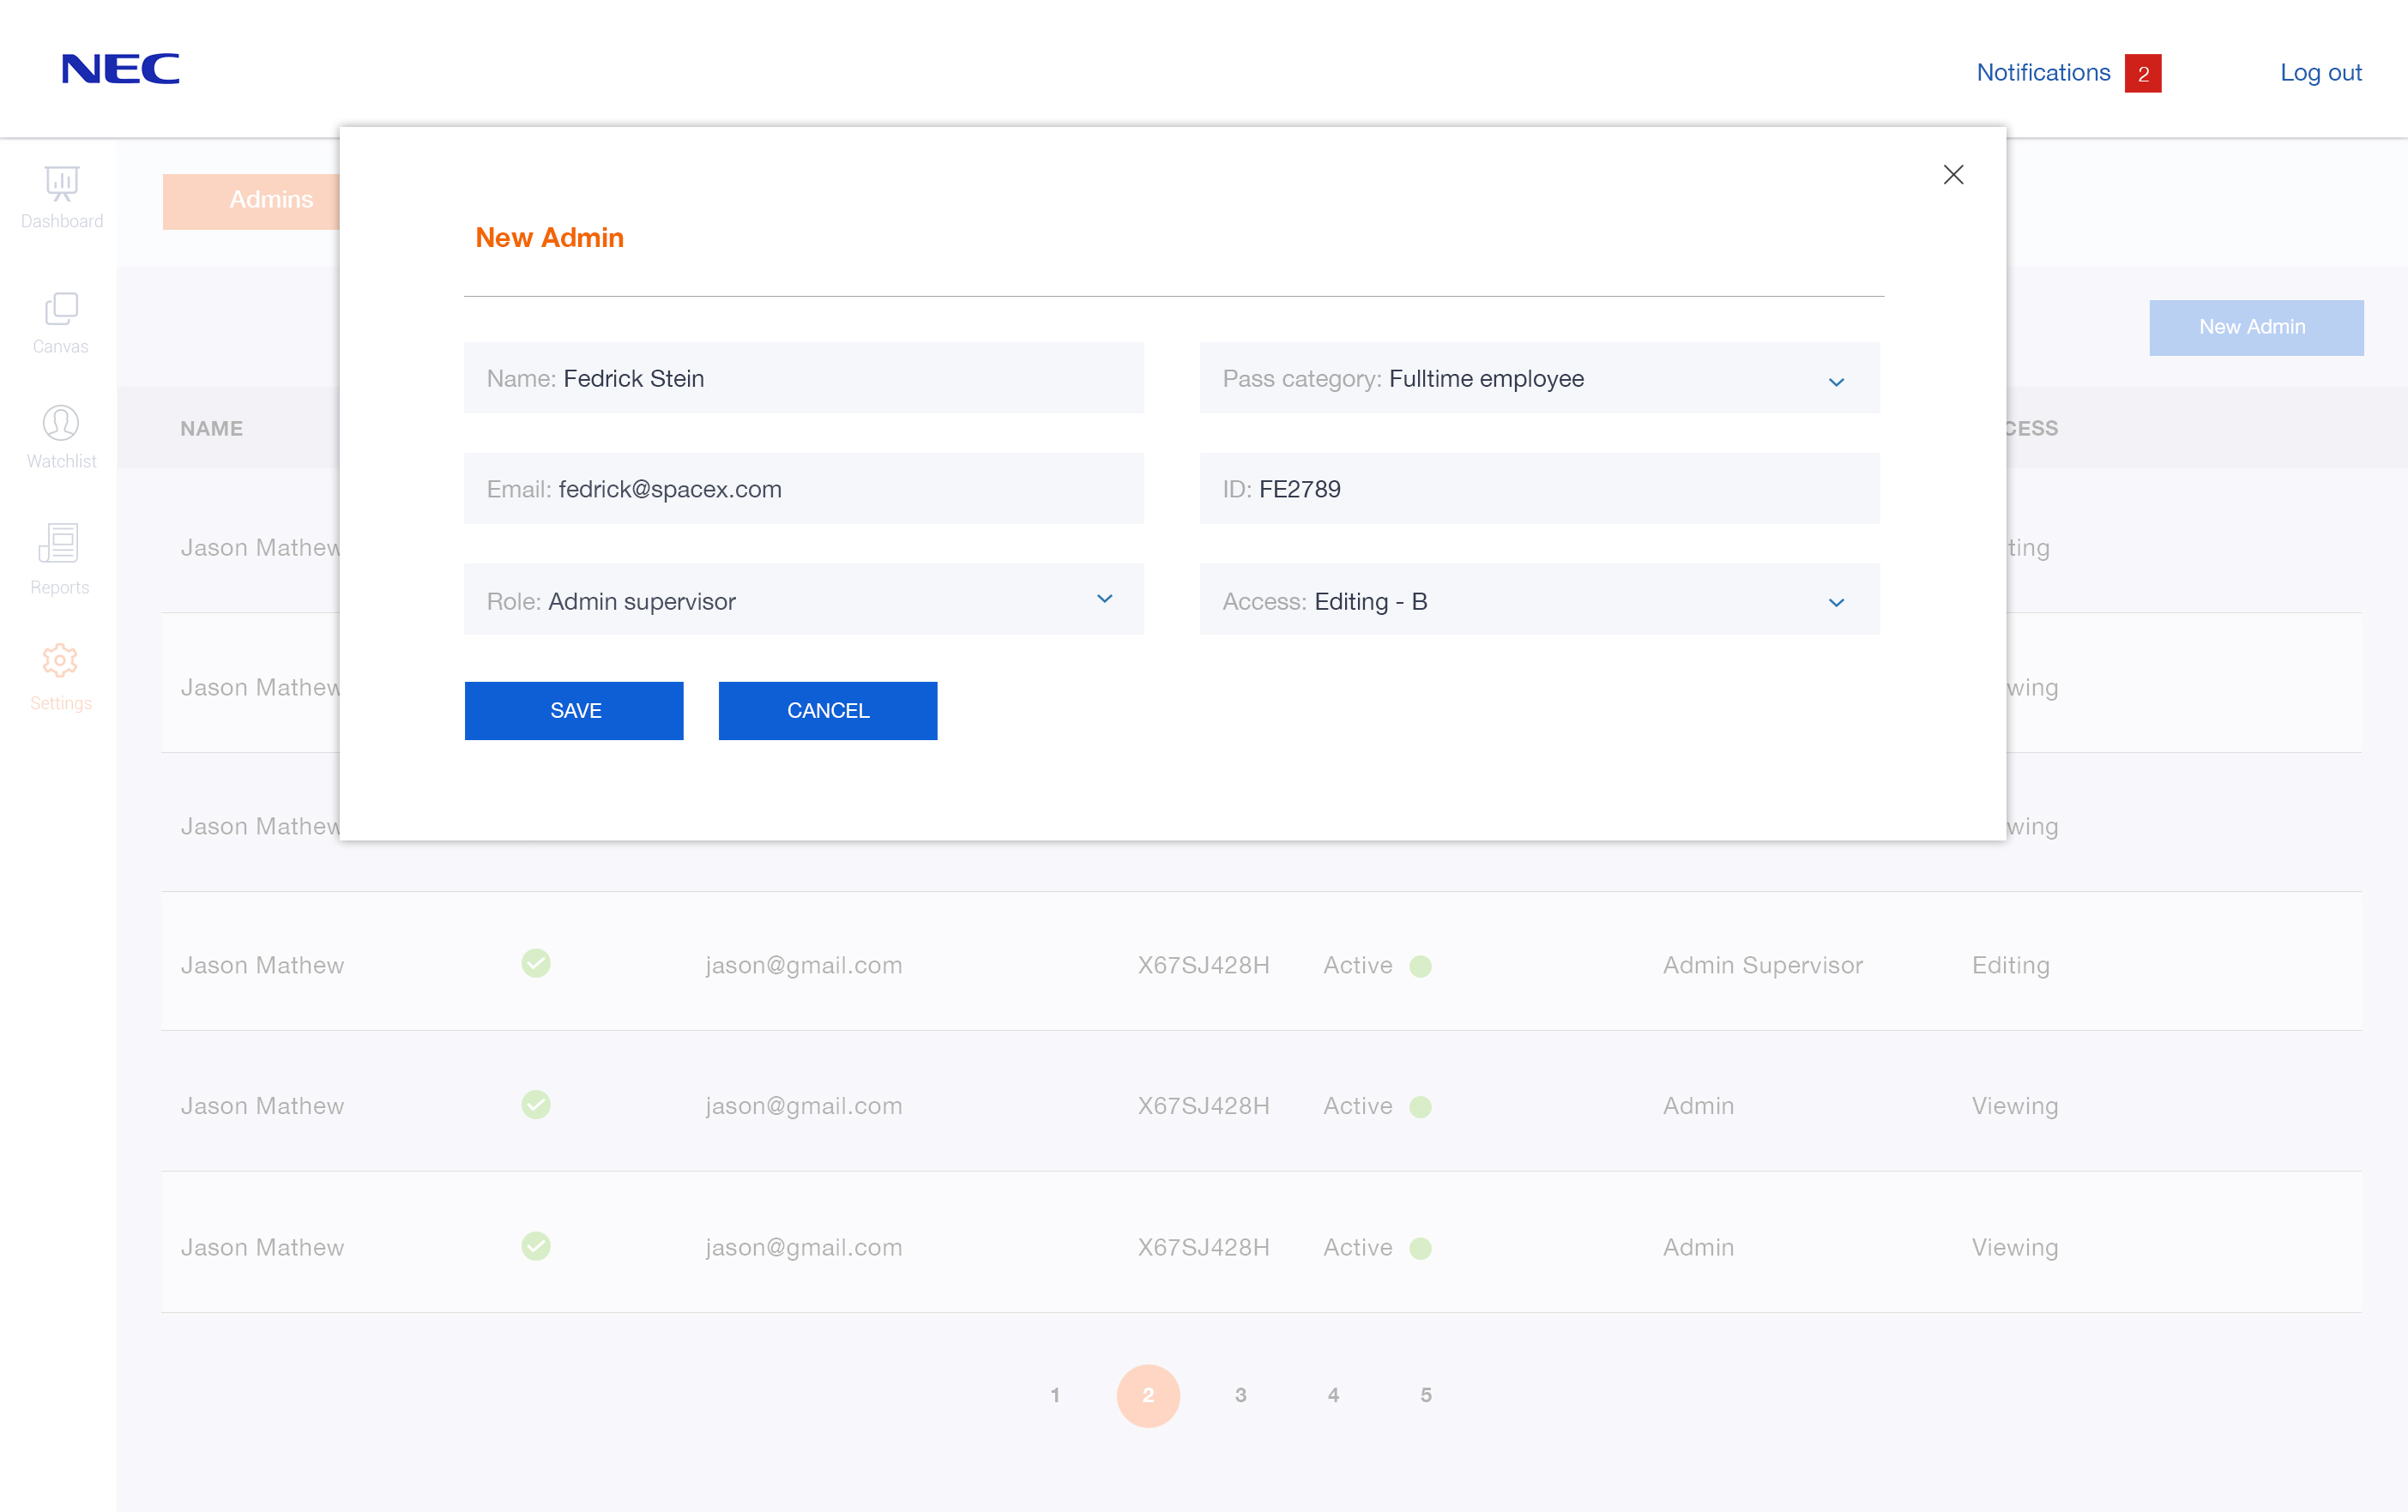 NEC
Notifications 2
Log out
Dashboard
Canvas
Watchlist
Reports
Settings
Admins
New Admin
New Admin
Name: Fedrick Stein
Pass category: Fulltime employee
Email: fedrick@spacex.com
ID: FE2789
Role: Admin supervisor
Access: Editing - B
SAVE
CANCEL
NAME
CESS
Jason Mathew
ting
Jason Mathew
wing
Jason Mathew
wing
Jason Mathew jason@gmail.com X67SJ428H Active Admin Supervisor Editing
Jason Mathew jason@gmail.com X67SJ428H Active Admin Viewing
Jason Mathew jason@gmail.com X67SJ428H Active Admin Viewing
1 2 3 4 5